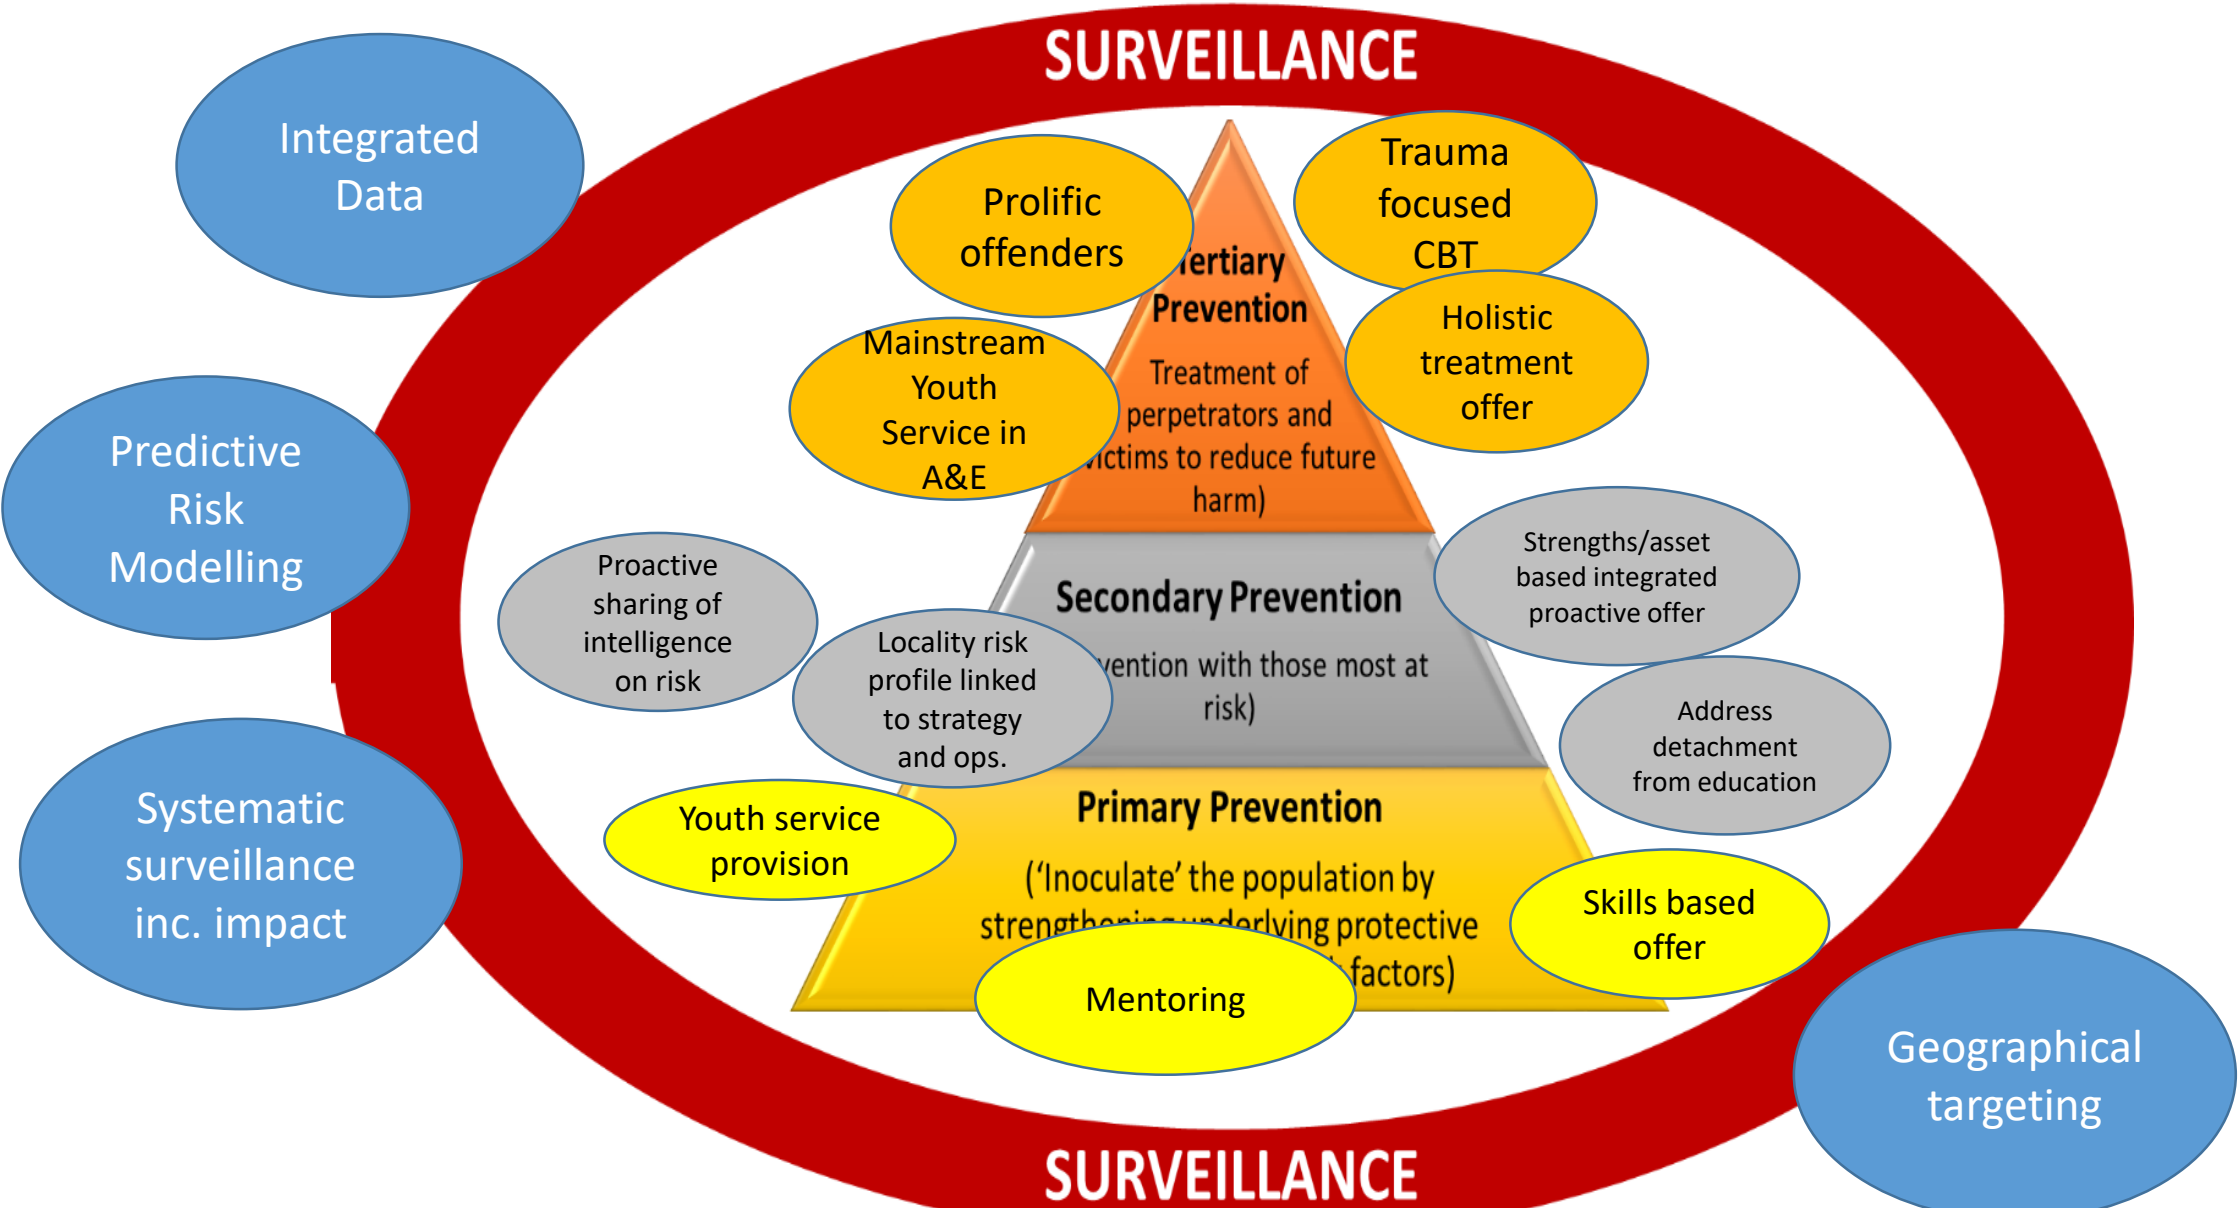 SURVEILLANCE
Integrated
Data
Predictive
Risk
Modelling
Systematic
surveillance
inc. impact
Geographical
targeting
Prolific
offenders
Trauma
focused
CBT
Mainstream
Youth
Service in
A&E
Holistic
treatment
offer
Tertiary
Prevention
Treatment of
perpetrators and
victims to reduce future
harm)
Proactive
sharing of
intelligence
on risk
Locality risk
profile linked
to strategy
and ops.
Strengths/asset
based integrated
proactive offer
Address
detachment
from education
Secondary Prevention
with those most at
risk)
Youth service
provision
Primary Prevention
(‘Inoculate’ the population by
strengthening underlying protective
factors)
Skills based
offer
Mentoring
SURVEILLANCE